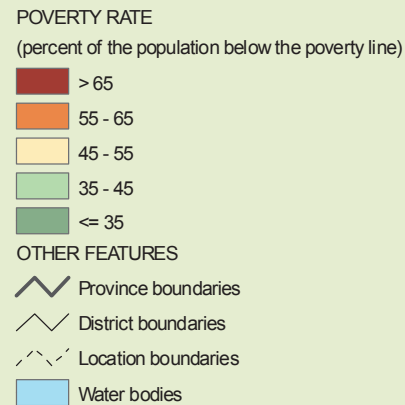 POVERTY RATE
(percent of the population below the poverty line)
> 65
55 - 65
45 - 55
35 - 45
<= 35
OTHER FEATURES
Province boundaries
District boundaries
Location boundaries
Water bodies